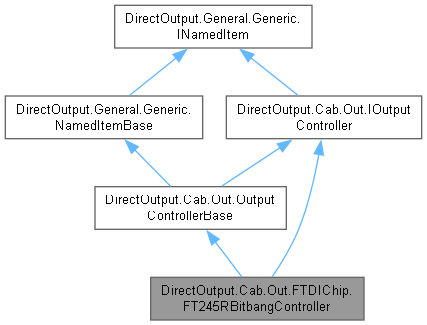 DirectOutput.General.Generic.
INamedItem
DirectOutput.General.Generic.
NamedItemBase
DirectOutput.Cab.Out.IOutput
Controller
DirectOutput.Cab.Out.Output
ControllerBase
DirectOutput.Cab.Out.FTDIChip.
FT245RBitbangController